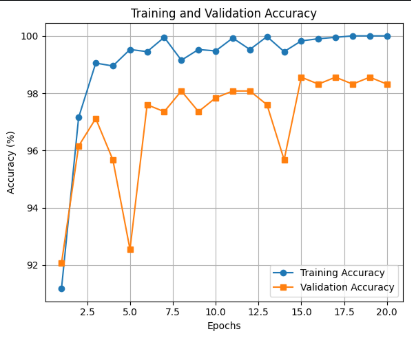 Training and Validation Accuracy
Accuracy (%)
100
98
96
94
92
Training Accuracy
Validation Accuracy
2.5 5.0 7.5 10.0 12.5 15.0 17.5 20.0
Epochs